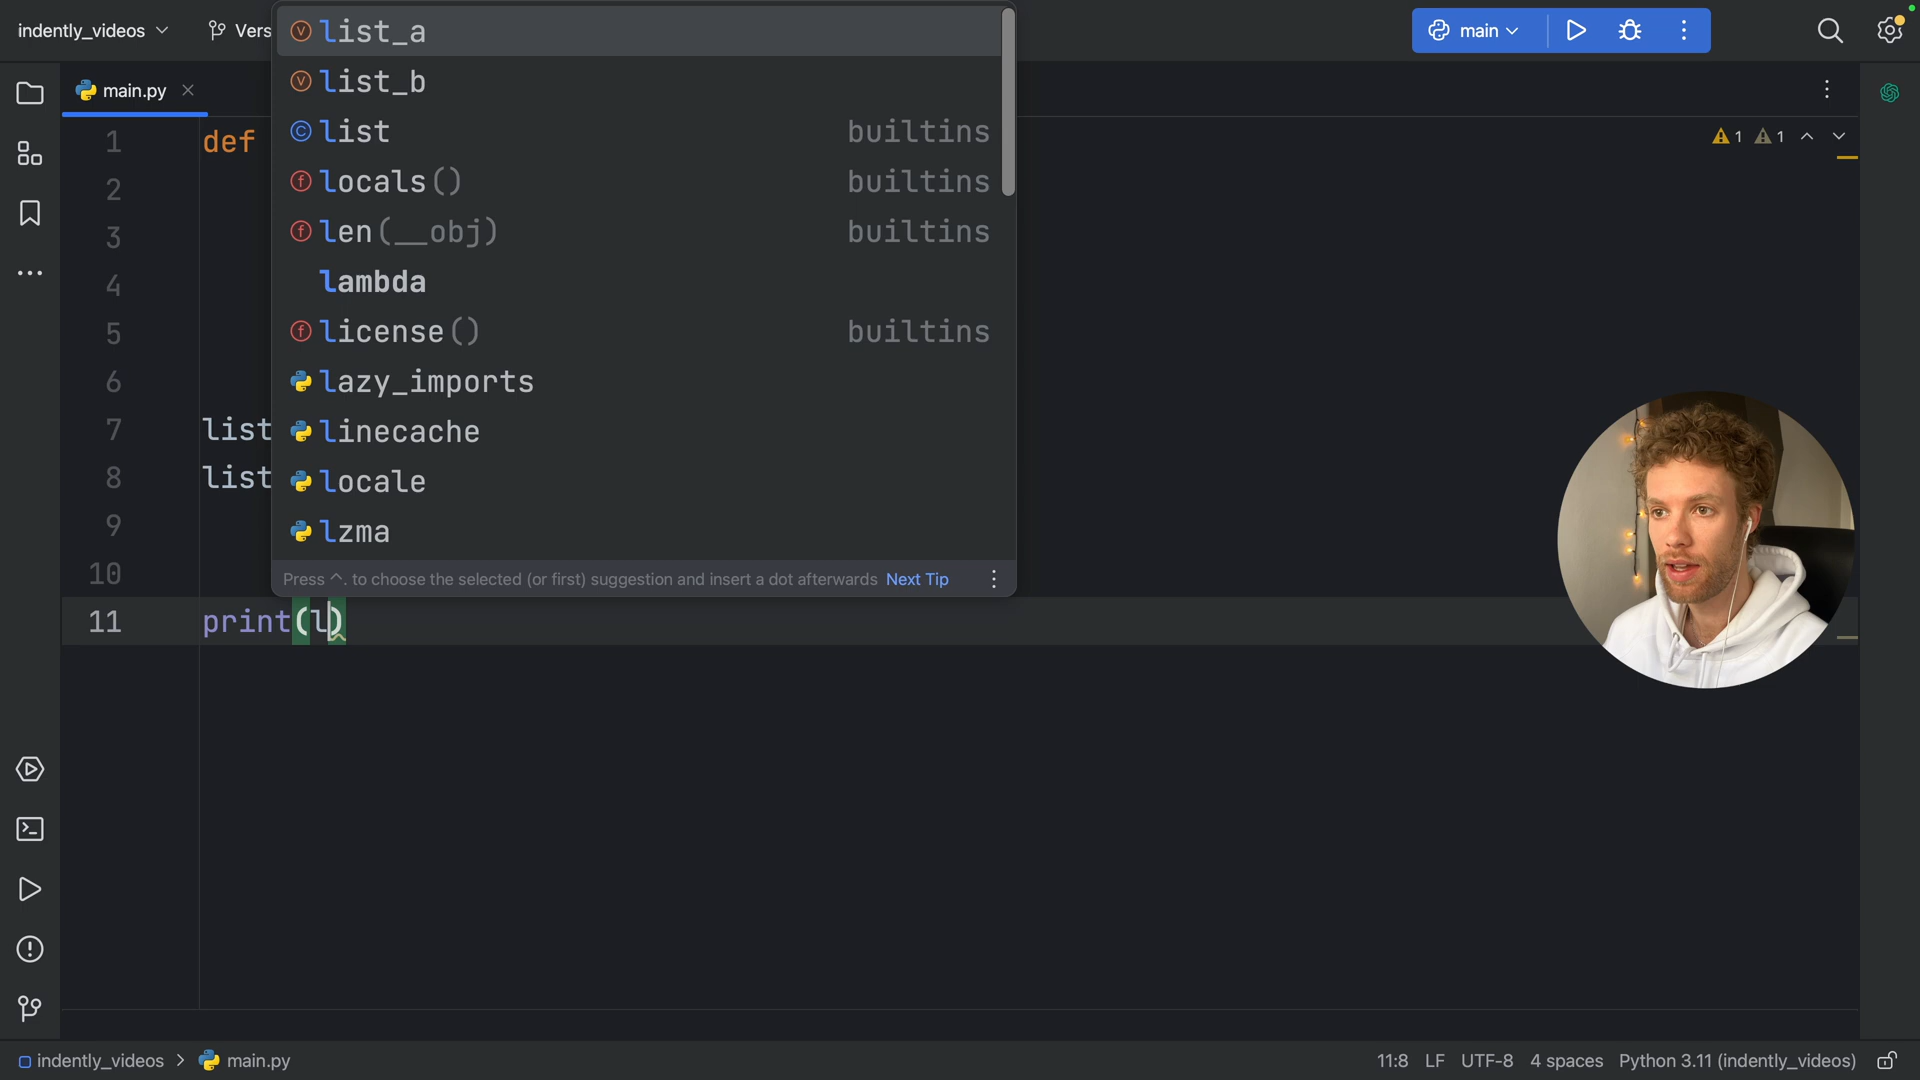 indently_videos
Vers
main
main.py
1 1
1 def
2
3
4
5
6
7 list
8 list
9
10
11 print(l)
list_a
list_b
list builtins
locals() builtins
len(__obj) builtins
lambda
license() builtins
lazy_imports
linecache
locale
lzma
Press ^. to choose the selected (or first) suggestion and insert a dot afterwards Next Tip
indently_videos > main.py
11:8 LF UTF-8 4 spaces Python 3.11 (indently_videos)